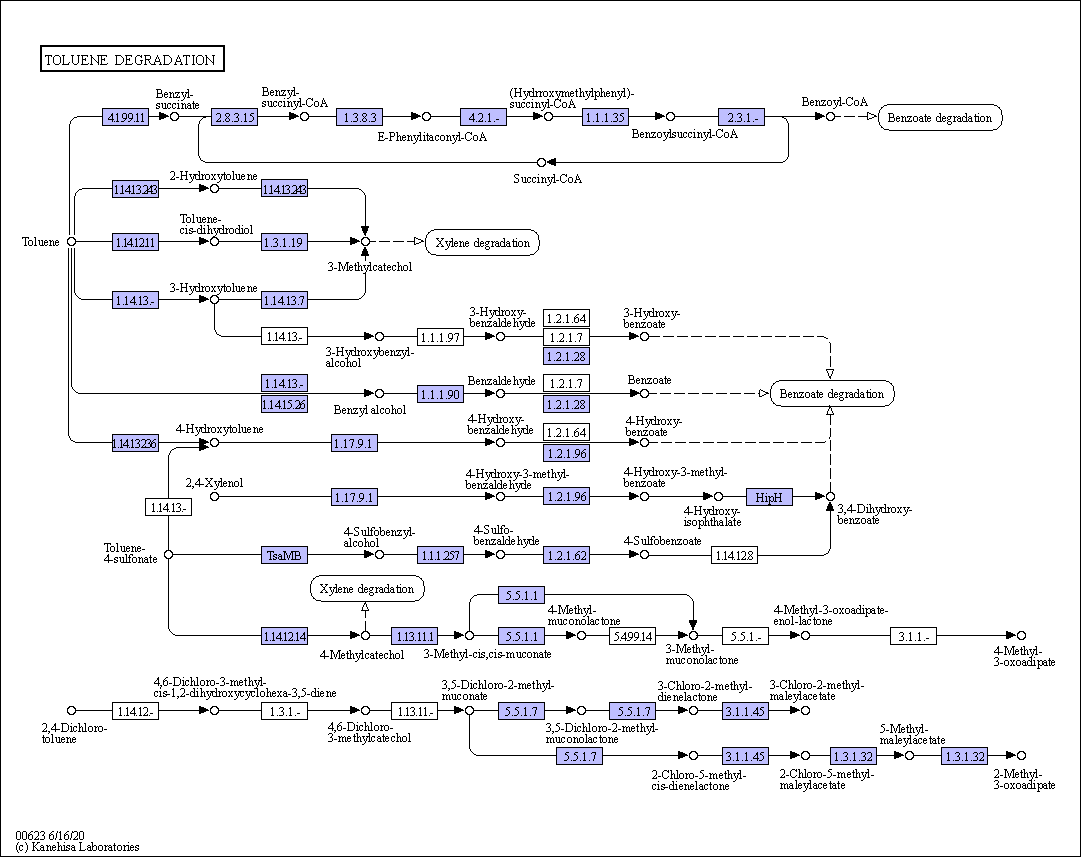 TOLUENE DEGRADATION
Benzyl-
succinate
Benzyl-
succinyl-CoA
(Hydrroxymethylphenyl)-
succinyl-CoA
Benzoyl-CoA
4.1.99.11
2.8.3.15
1.3.8.3
4.2.1.-
1.1.1.35
2.3.1.-
Benzoate degradation
E-Phenylitaconyl-CoA
Benzoylsuccinyl-CoA
Succinyl-CoA
2-Hydroxytoluene
1.14.13.243
1.14.13.243
Toluene-
cis-dihydrodiol
Toluene
1.14.12.11
1.3.1.19
Xylene degradation
3-Methylcatechol
3-Hydroxytoluene
1.14.13.-
1.14.13.7
3-Hydroxy-
benzaldehyde
1.2.1.64
3-Hydroxy-
benzoate
1.14.13.-
1.1.1.97
1.2.1.7
3-Hydroxybenzyl-
alcohol
1.2.1.28
1.14.13.-
Benzaldehyde
1.2.1.7
Benzoate
1.1.1.90
Benzoate degradation
1.14.15.26
Benzyl alcohol
1.2.1.28
4-Hydroxytoluene
4-Hydroxy-
benzaldehyde
1.2.1.64
4-Hydroxy-
benzoate
1.14.13.236
1.17.9.1
1.2.1.96
2,4-Xylenol
4-Hydroxy-3-methyl-
benzaldehyde
4-Hydroxy-3-methyl-
benzoate
1.17.9.1
1.2.1.96
HipH
1.14.13.-
4-Hydroxy-
isophthalate
3,4-Dihydroxy-
benzoate
Toluene-
4-sulfonate
4-Sulfobenzyl-
alcohol
4-Sulfo-
benzaldehyde
4-Sulfobenzoate
TsaMB
1.1.1.257
1.2.1.62
1.14.12.8
Xylene degradation
5.5.1.1
4-Methyl-
muconolactone
4-Methyl-3-oxoadipate-
enol-lactone
1.14.12.14
1.13.11.1
5.5.1.1
5.4.99.14
5.5.1.-
3.1.1.-
4-Methylcatechol
3-Methyl-cis,cis-muconate
3-Methyl-
muconolactone
4-Methyl-
3-oxoadipate
4,6-Dichloro-3-methyl-
cis-1,2-dihydroxycyclohexa-3,5-diene
3,5-Dichloro-2-methyl-
muconate
3-Chloro-2-methyl-
dienelactone
3-Chloro-2-methyl-
maleylacetate
1.14.12.-
1.3.1.-
1.13.11.-
5.5.1.7
5.5.1.7
3.1.1.45
2,4-Dichloro-
toluene
4,6-Dichloro-
3-methylcatechol
3,5-Dichloro-2-methyl-
muconolactone
5-Methyl-
maleylacetate
5.5.1.7
3.1.1.45
1.3.1.32
1.3.1.32
2-Chloro-5-methyl-
cis-dienelactone
2-Chloro-5-methyl-
maleylacetate
2-Methyl-
3-oxoadipate
00623 6/16/20
(c) Kanehisa Laboratories